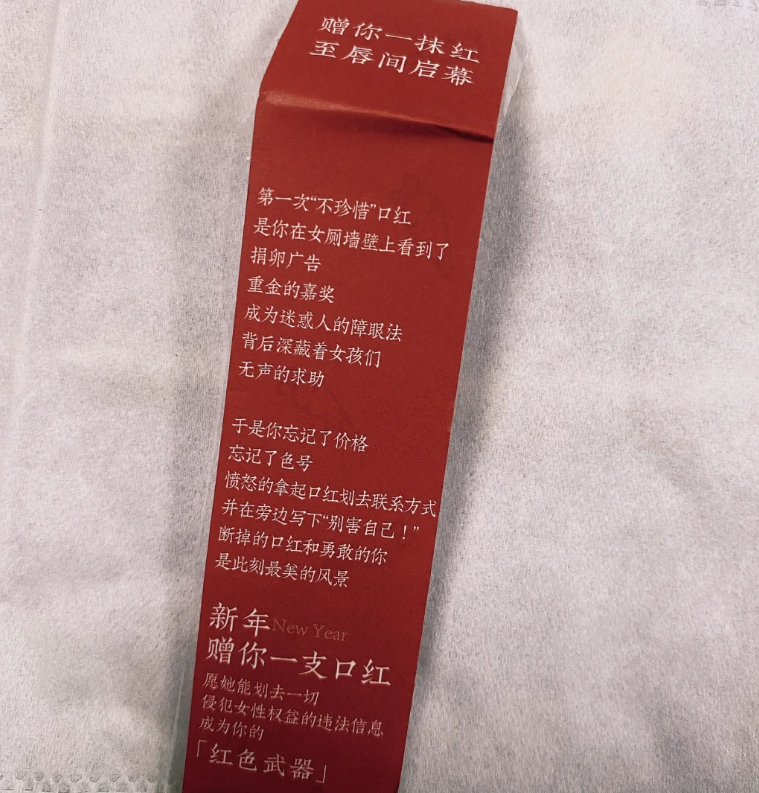 赠你一抹红
至唇间启幕
第一次“不珍惜”口红
是你在女厕墙壁上看到了
捐卵广告
重金的嘉奖
成为迷惑人的障眼法
背后深藏着女孩们
无声的求助
于是你忘记了价格
忘记了色号
愤怒的拿起口红划去联系方式
并在旁边写下“别害自己！”
断掉的口红和勇敢的你
是此刻最美的风景
新年New Year
赠你一支口红
愿她能划去一切
侵犯女性权益的违法信息
成为你的
「红色武器」